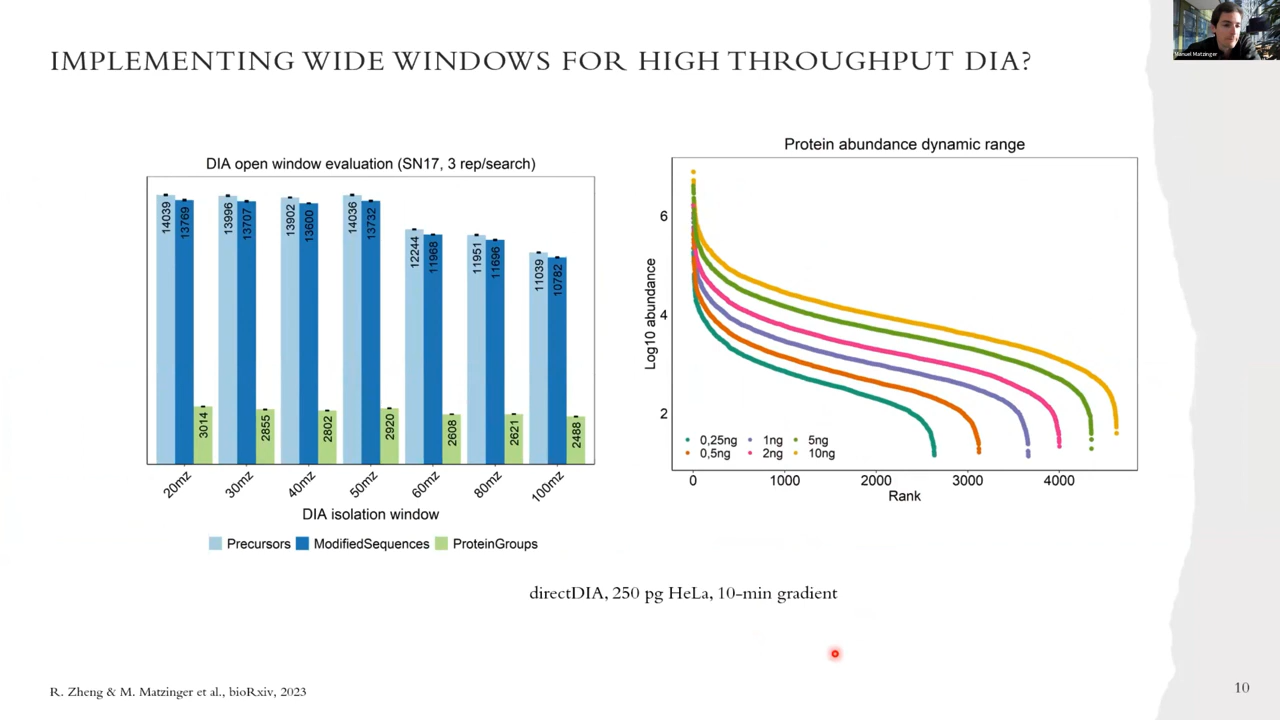 IMPLEMENTING WIDE WINDOWS FOR HIGH THROUGHPUT DIA?
Manuel Matzinger
DIA open window evaluation (SN17, 3 rep/search)
14039
13769
3014
13996
13707
2855
13902
13600
2802
14036
13732
2920
12244
11968
2608
11951
11696
2621
11039
10782
2488
20mz
30mz
40mz
50mz
60mz
80mz
100mz
DIA isolation window
Precursors ModifiedSequences ProteinGroups
Protein abundance dynamic range
Log10 abundance
6
4
2
0,25ng 1ng 5ng
0,5ng 2ng 10ng
0 1000 2000 3000 4000
Rank
directDIA, 250 pg HeLa, 10-min gradient
R. Zheng & M. Matzinger et al., bioRxiv, 2023
10